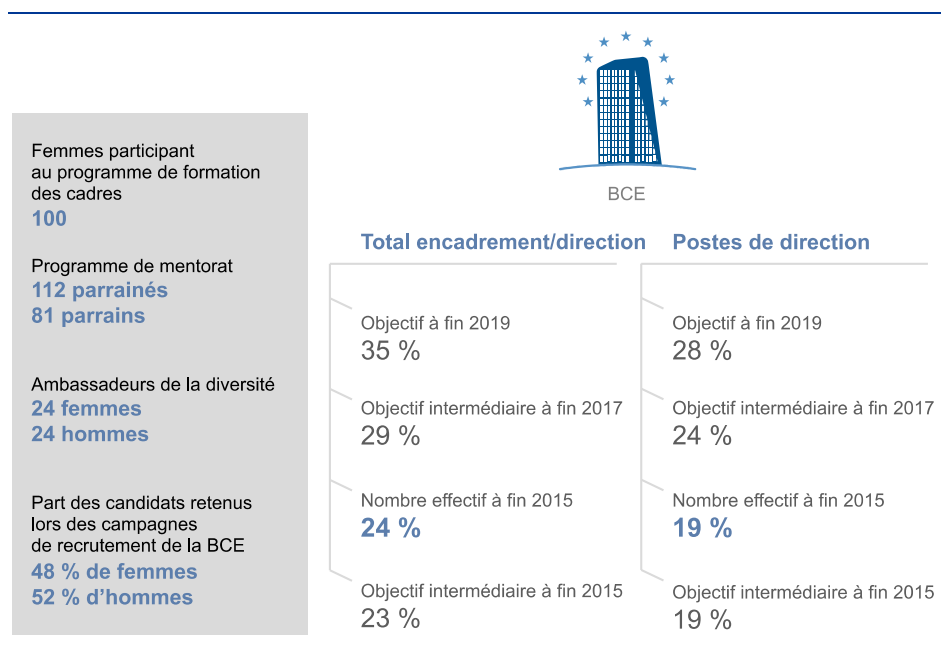 Femmes participant
au programme de formation
des cadres
100
Programme de mentorat
112 parrainés
81 parrains
Ambassadeurs de la diversité
24 femmes
24 hommes
Part des candidats retenus
lors des campagnes
de recrutement de la BCE
48 % de femmes
52 % d’hommes
BCE
Total encadrement/direction
Objectif à fin 2019
35 %
Objectif intermédiaire à fin 2017
29 %
Nombre effectif à fin 2015
24 %
Objectif intermédiaire à fin 2015
23 %
Postes de direction
Objectif à fin 2019
28 %
Objectif intermédiaire à fin 2017
24 %
Nombre effectif à fin 2015
19 %
Objectif intermédiaire à fin 2015
19 %